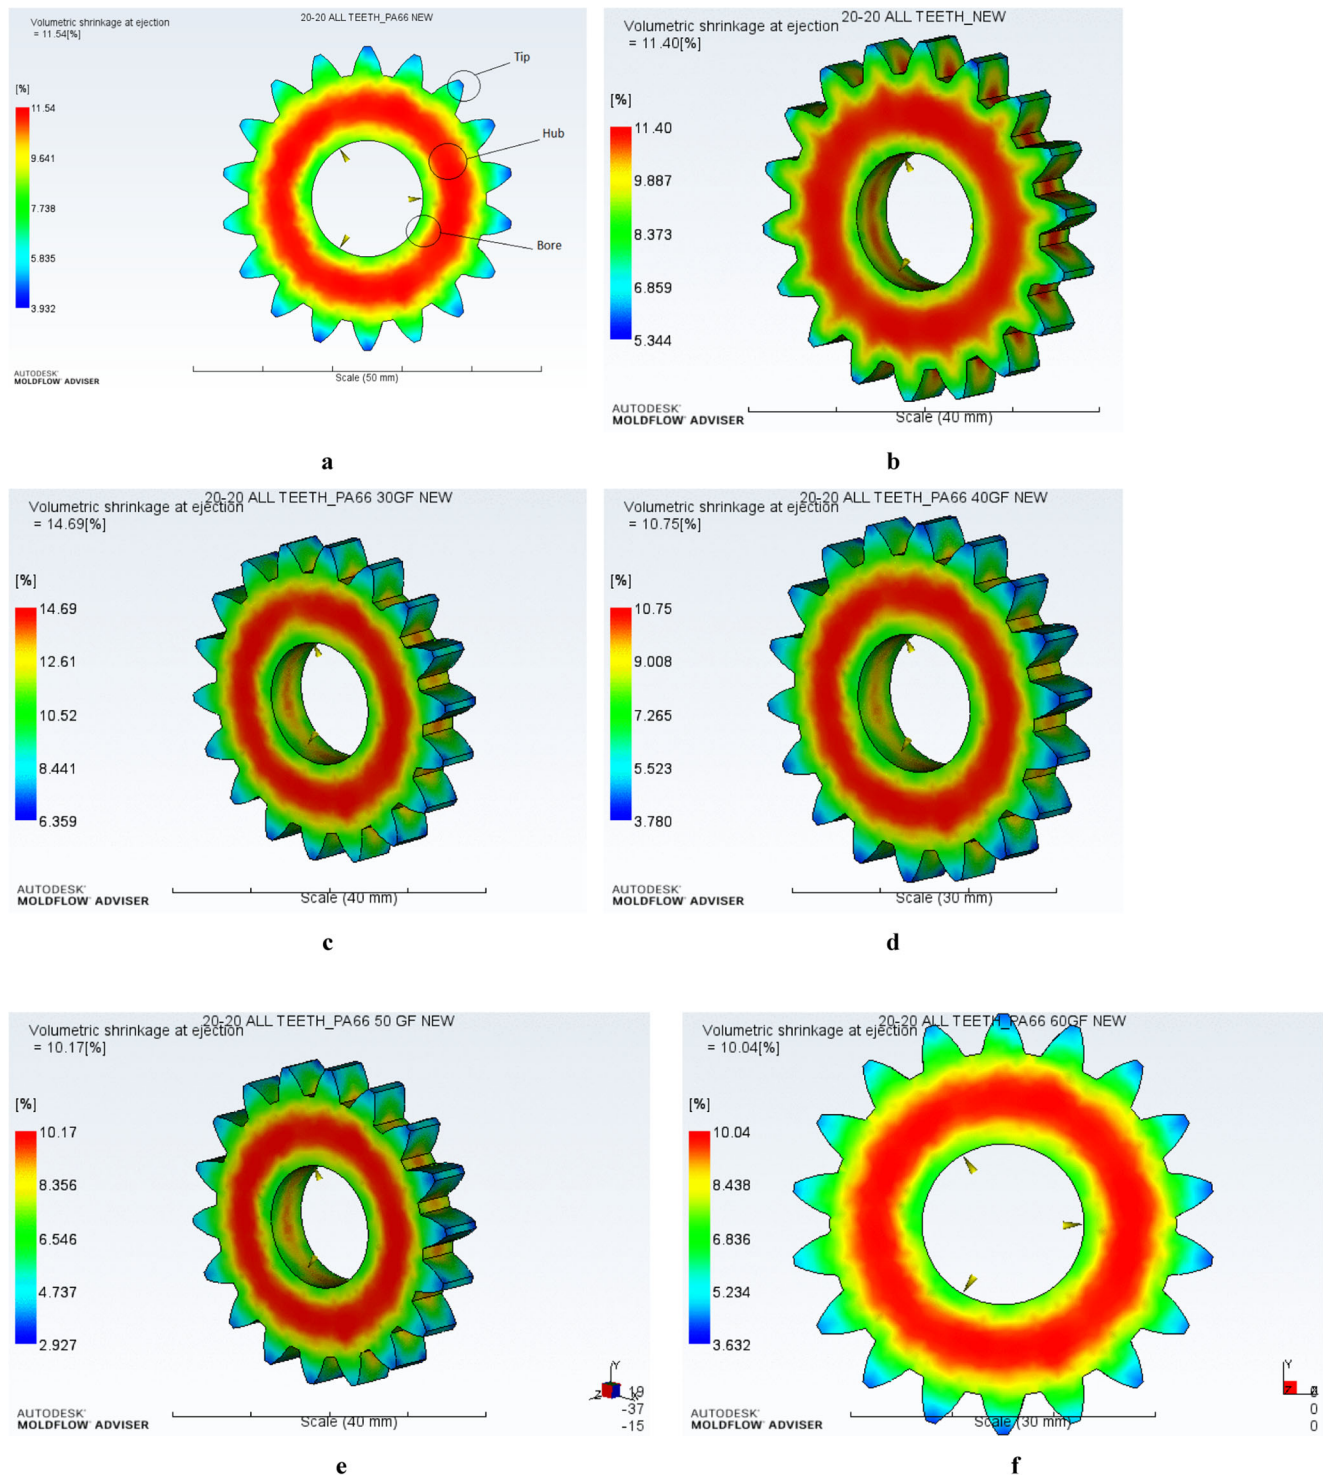 20-20 ALL TEETH_PA66 NEW
Volumetric shrinkage at ejection
= 11.54[%]
[%]
11.54
9.641
7.738
5.835
3.932
Tip
Hub
Bore
AUTODESK'
MOLDFLOW' ADVISER
Scale (50 mm)
a
20-20 ALL TEETH_NEW
Volumetric shrinkage at ejection
= 11.40[%]
[%]
11.40
9.887
8.373
6.859
5.344
AUTODESK'
MOLDFLOW' ADVISER
Scale (40 mm)
b
20-20 ALL TEETH_PA66 30GF NEW
Volumetric shrinkage at ejection
= 14.69[%]
[%]
14.69
12.61
10.52
8.441
6.359
AUTODESK'
MOLDFLOW' ADVISER
Scale (40 mm)
c
20-20 ALL TEETH_PA66 40GF NEW
Volumetric shrinkage at ejection
= 10.75[%]
[%]
10.75
9.008
7.265
5.523
3.780
AUTODESK'
MOLDFLOW' ADVISER
Scale (30 mm)
d
20-20 ALL TEETH_PA66 50 GF NEW
Volumetric shrinkage at ejection
= 10.17[%]
[%]
10.17
8.356
6.546
4.737
2.927
AUTODESK'
MOLDFLOW' ADVISER
Scale (40 mm)
Y
Z
X
19
-37
-15
e
20-20 ALL TEETH_PA66 60GF NEW
Volumetric shrinkage at ejection
= 10.04[%]
[%]
10.04
8.438
6.836
5.234
3.632
AUTODESK'
MOLDFLOW' ADVISER
Scale (30 mm)
Y
Z
0
0
f